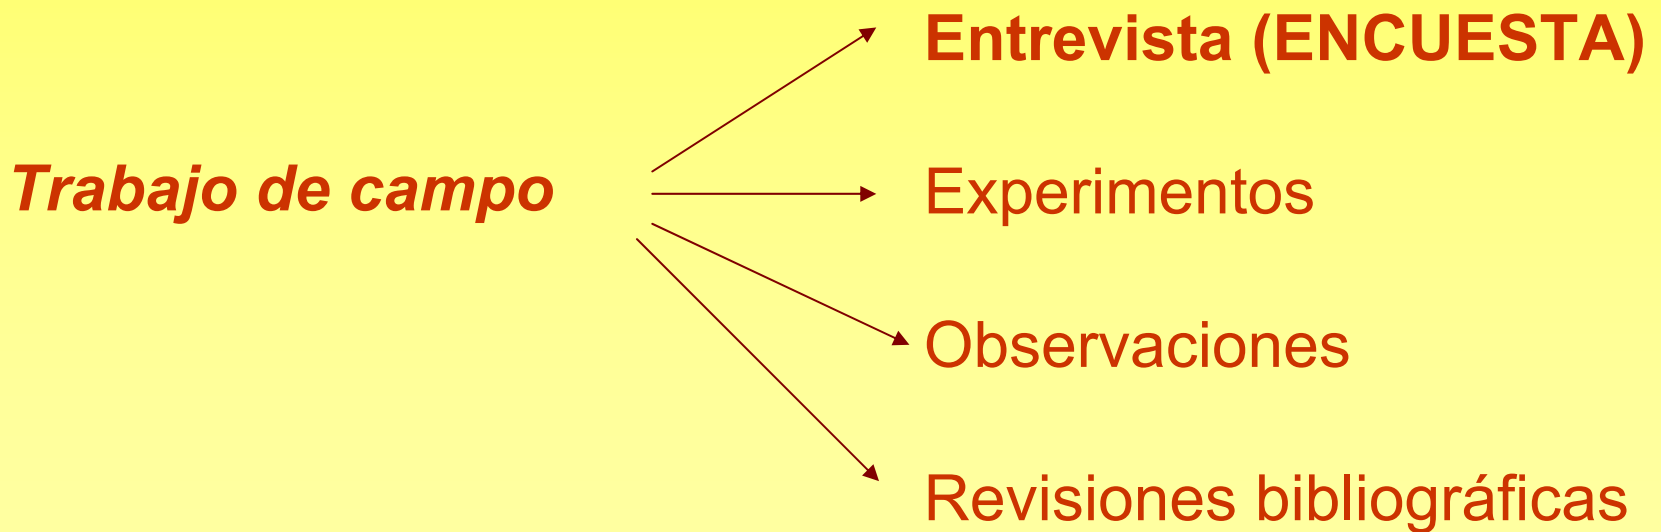 Entrevista (ENCUESTA)
Trabajo de campo
Experimentos
Observaciones
Revisiones bibliográficas